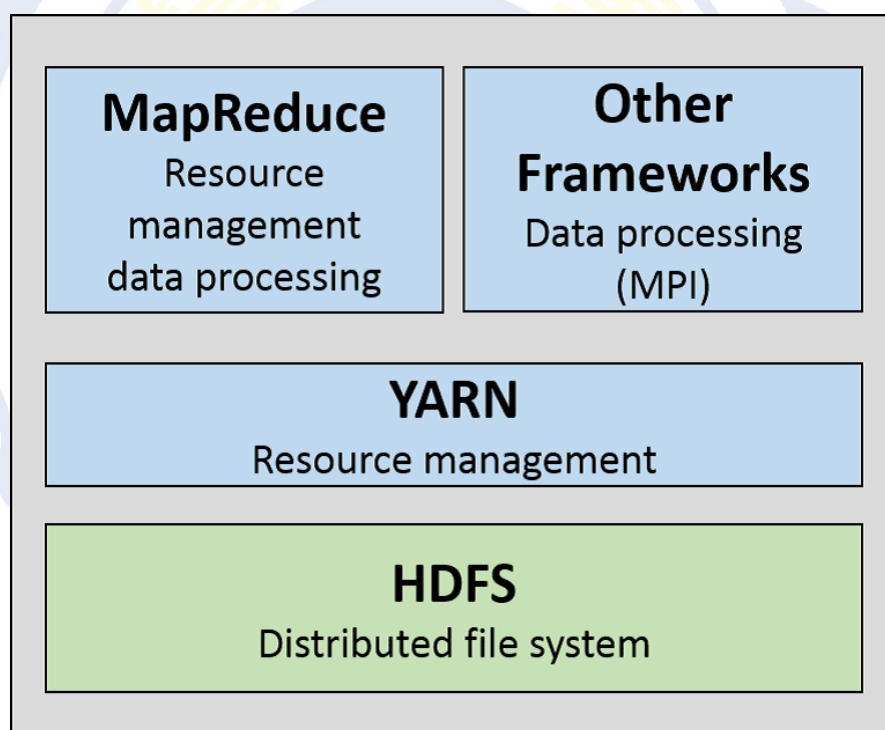 MapReduce
Resource
management
data processing
Other
Frameworks
Data processing
(MPI)
YARN
Resource management
HDFS
Distributed file system